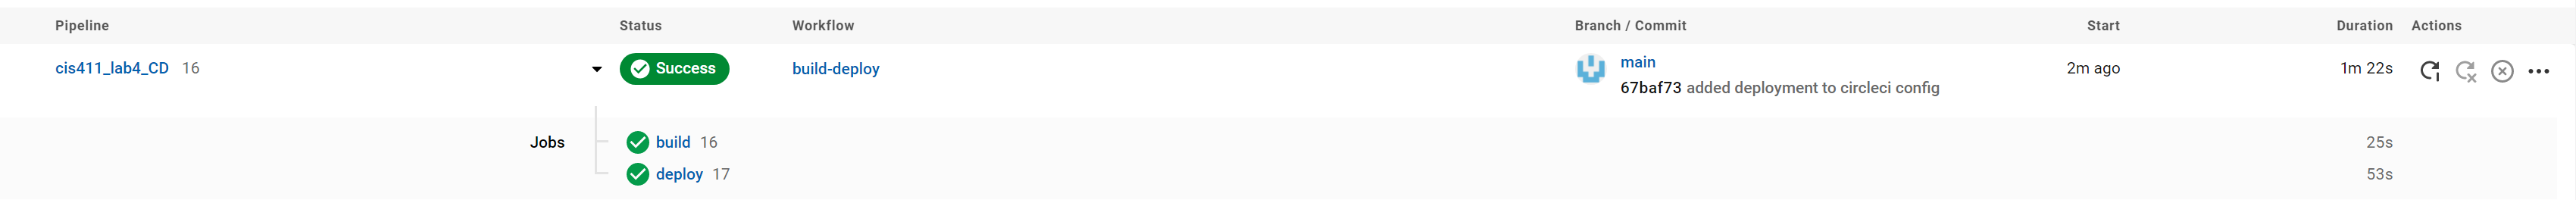 Pipeline Status Workflow Branch / Commit Start Duration Actions
cis411_lab4_CD 16 Success build-deploy main 2m ago 1m 22s
67baf73 added deployment to circleci config
Jobs build 16 25s
deploy 17 53s